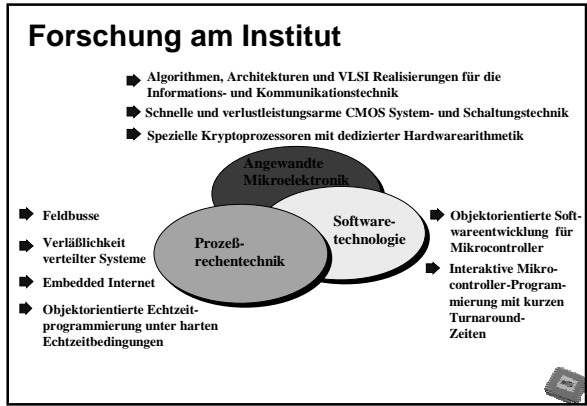 Forschung am Institut
Algorithmen, Architekturen und VLSI Realisierungen für die
Informations- und Kommunikationstechnik
Schnelle und verlustleistungsarme CMOS System- und Schaltungstechnik
Spezielle Kryptoprozessoren mit dedizierter Hardwarearithmetik
Angewandte
Mikroelektronik
Software-
technologie
Prozeß-
rechentechnik
Feldbusse
Verläßlichkeit
verteilter Systeme
Embedded Internet
Objektorientierte Echtzeit-
programmierung unter harten
Echtzeitbedingungen
Objektorientierte Soft-
wareentwicklung für
Mikrocontroller
Interaktive Mikro-
controller-Program-
mierung mit kurzen
Turnaround-
Zeiten